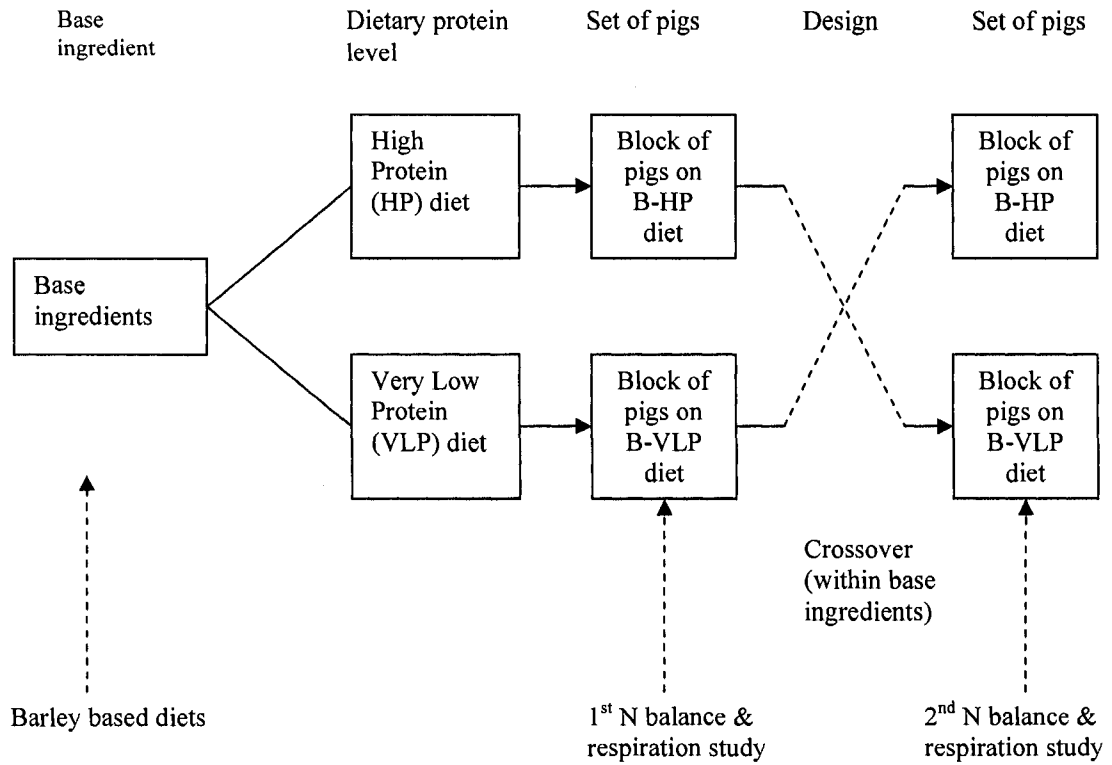 Base
ingredient
Dietary protein
level
Set of pigs
Design
Set of pigs
High
Protein
(HP) diet
Block of
pigs on
B-HP
diet
Block of
pigs on
B-HP
diet
Base
ingredients
Very Low
Protein
(VLP) diet
Block of
pigs on
B-VLP
diet
Block of
pigs on
B-VLP
diet
Crossover
(within base
ingredients)
Barley based diets
1st N balance &
respiration study
2nd N balance &
respiration study